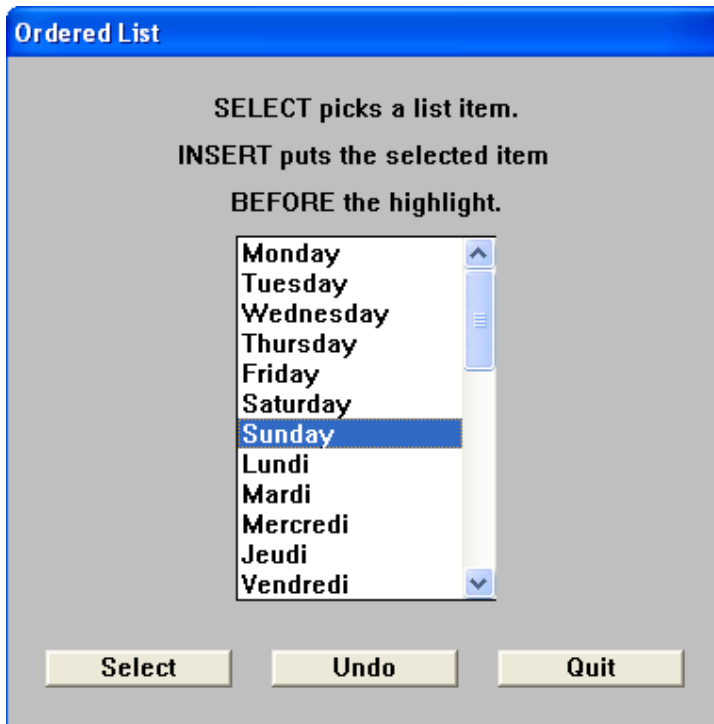 Ordered List
SELECT picks a list item.
INSERT puts the selected item
BEFORE the highlight.
Monday
Tuesday
Wednesday
Thursday
Friday
Saturday
Sunday
Lundi
Mardi
Mercredi
Jeudi
Vendredi
Select Undo Quit